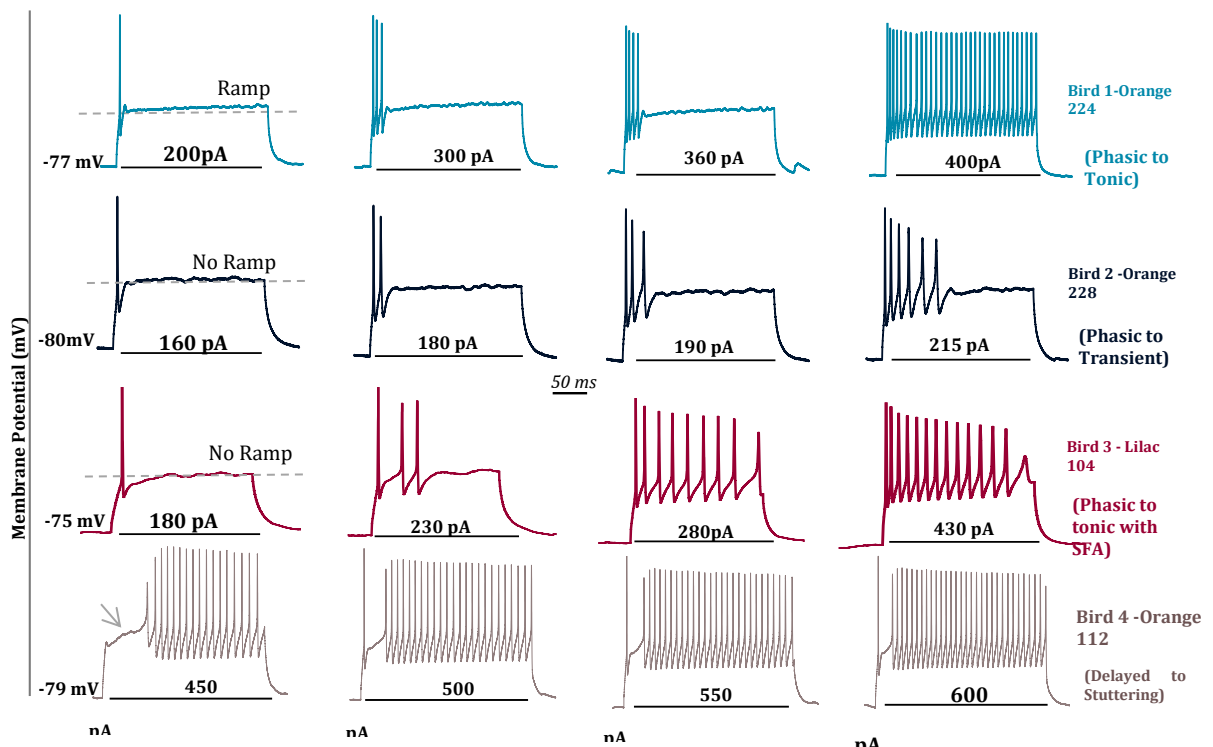 Membrane Potential (mV)
Ramp
-77 mV
200pA
300 pA
360 pA
400pA
Bird 1-Orange
224
(Phasic to
Tonic)
No Ramp
-80mV
160 pA
180 pA
190 pA
215 pA
Bird 2 -Orange
228
(Phasic to
Transient)
50 ms
No Ramp
-75 mV
180 pA
230 pA
280pA
430 pA
Bird 3 - Lilac
104
(Phasic to
tonic with
SFA)
-79 mV
450
500
550
600
Bird 4 -Orange
112
(Delayed to
Stuttering)
pA
pA
pA
pA